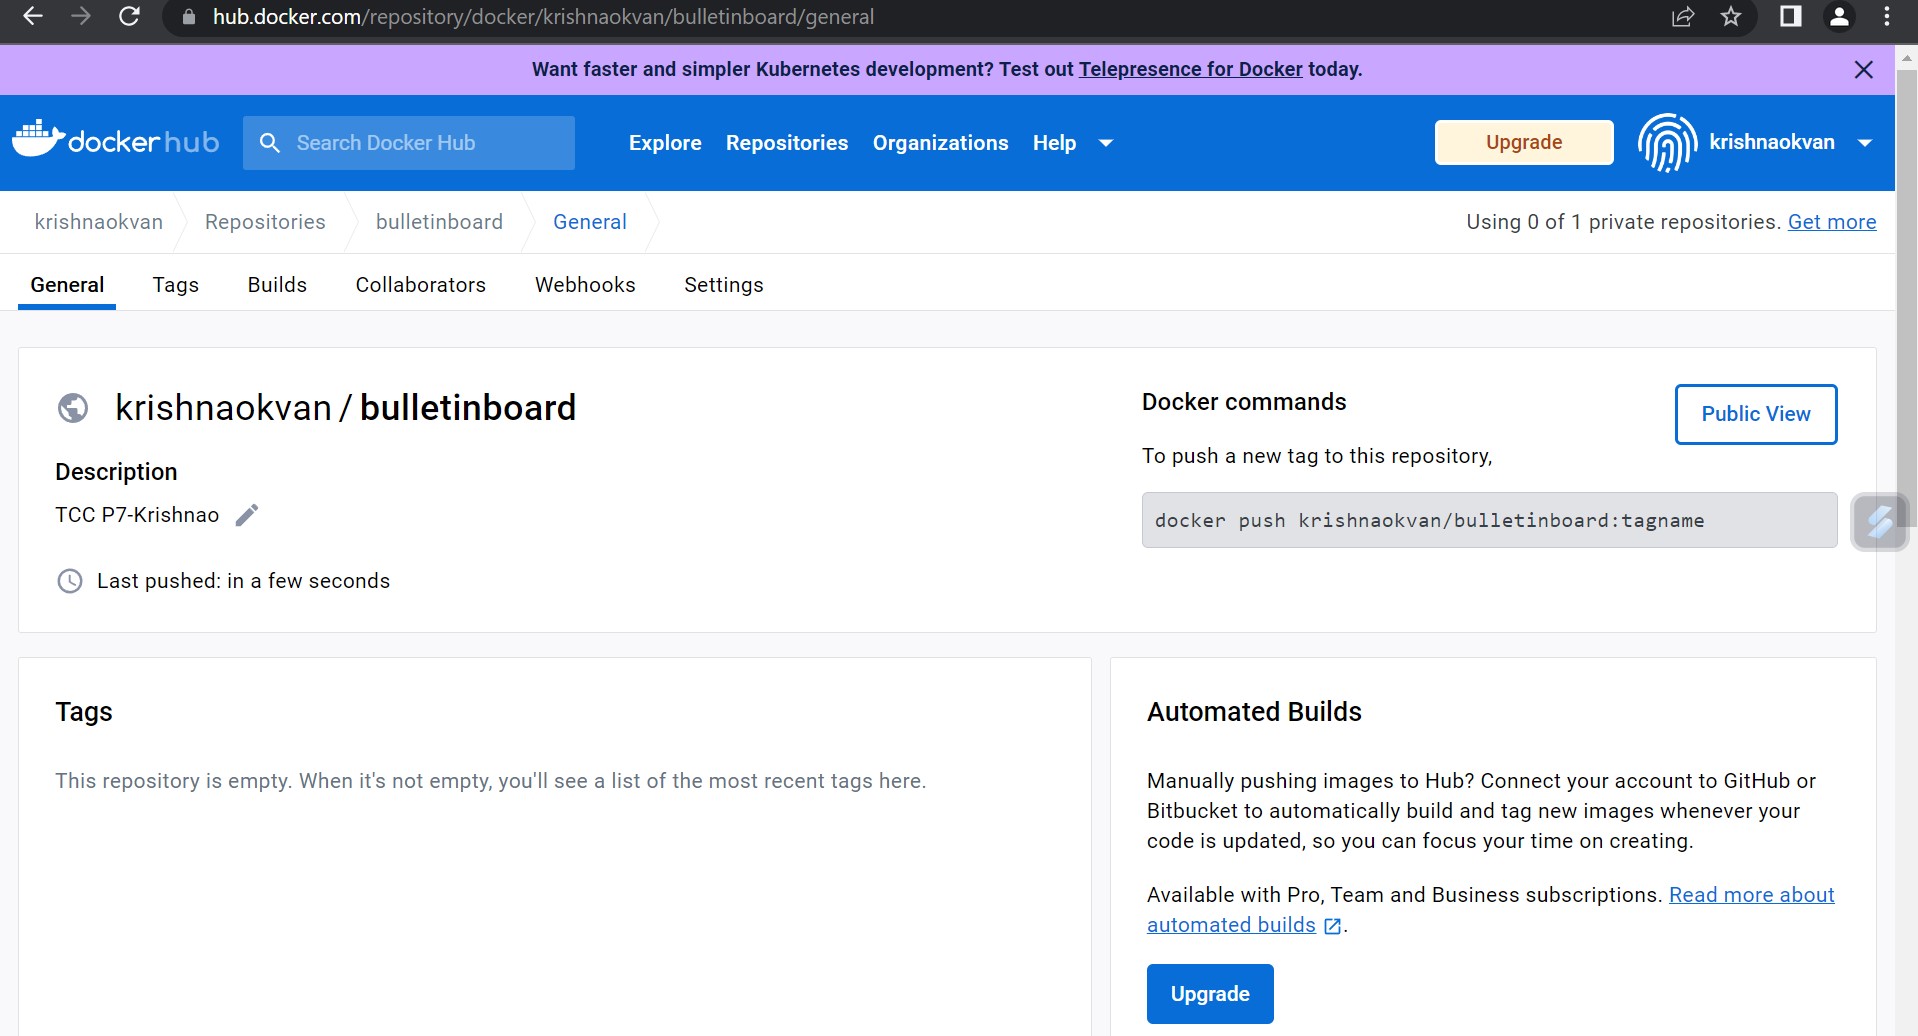 hub.docker.com/repository/docker/krishnaokvan/bulletinboard/general
Want faster and simpler Kubernetes development? Test out Telepresence for Docker today.
dockerhub
Search Docker Hub
Explore
Repositories
Organizations
Help
Upgrade
krishnaokvan
krishnaokvan
Repositories
bulletinboard
General
Using 0 of 1 private repositories. Get more
General
Tags
Builds
Collaborators
Webhooks
Settings
krishnaokvan / bulletinboard
Description
TCC P7-Krishnao
Last pushed: in a few seconds
Docker commands
Public View
To push a new tag to this repository,
docker push krishnaokvan/bulletinboard:tagname
Tags
This repository is empty. When it's not empty, you'll see a list of the most recent tags here.
Automated Builds
Manually pushing images to Hub? Connect your account to GitHub or
Bitbucket to automatically build and tag new images whenever your
code is updated, so you can focus your time on creating.
Available with Pro, Team and Business subscriptions. Read more about
automated builds .
Upgrade